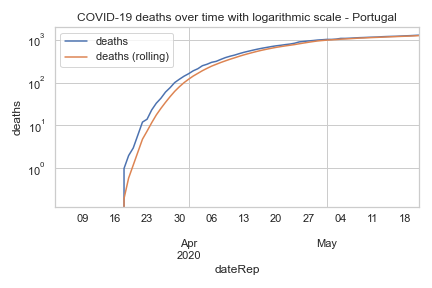 COVID-19 deaths over time with logarithmic scale - Portugal
deaths
deaths (rolling)
10³
10²
10¹
10⁰
deaths
09 16 23 30 06 13 20 27 04 11 18
Apr May
2020
dateRep